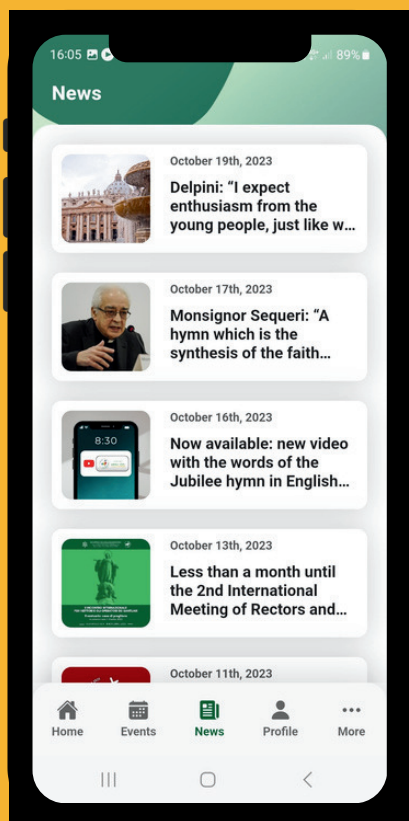 16:05
89%
News
October 19th, 2023
Delpini: “I expect
enthusiasm from the
young people, just like w...
October 17th, 2023
Monsignor Sequeri: “A
hymn which is the
synthesis of the faith...
October 16th, 2023
8:30
Now available: new video
with the words of the
Jubilee hymn in English...
October 13th, 2023
Less than a month until
the 2nd International
Meeting of Rectors and...
October 11th, 2023
Home Events News Profile More